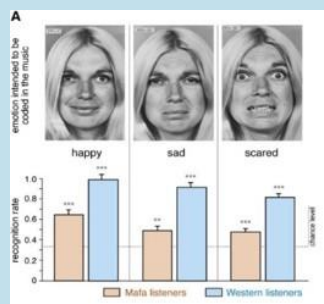 A
emotion intended to be
coded in the music
happy sad scared
recognition rate
1.0
0.8
0.6
0.4
0.2
0
***
***
**
***
***
***
chance level
Mafa listeners Western listeners